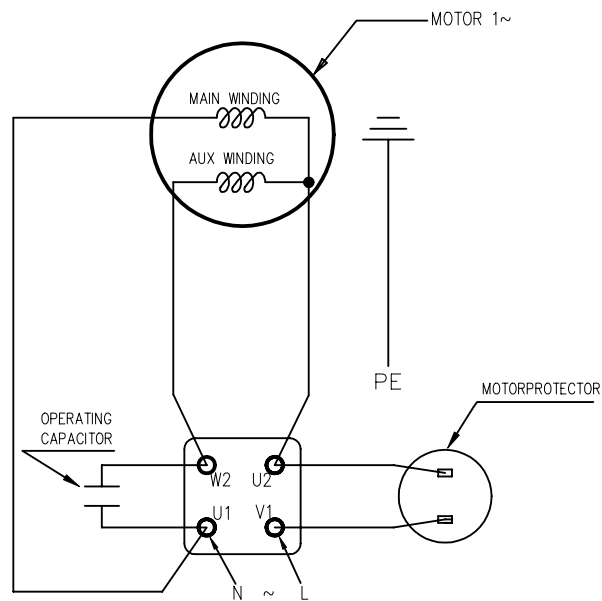 MOTOR 1~
MAIN WINDING
AUX WINDING
PE
MOTORPROTECTOR
OPERATING
CAPACITOR
W2 U2
U1 V1
N ~ L